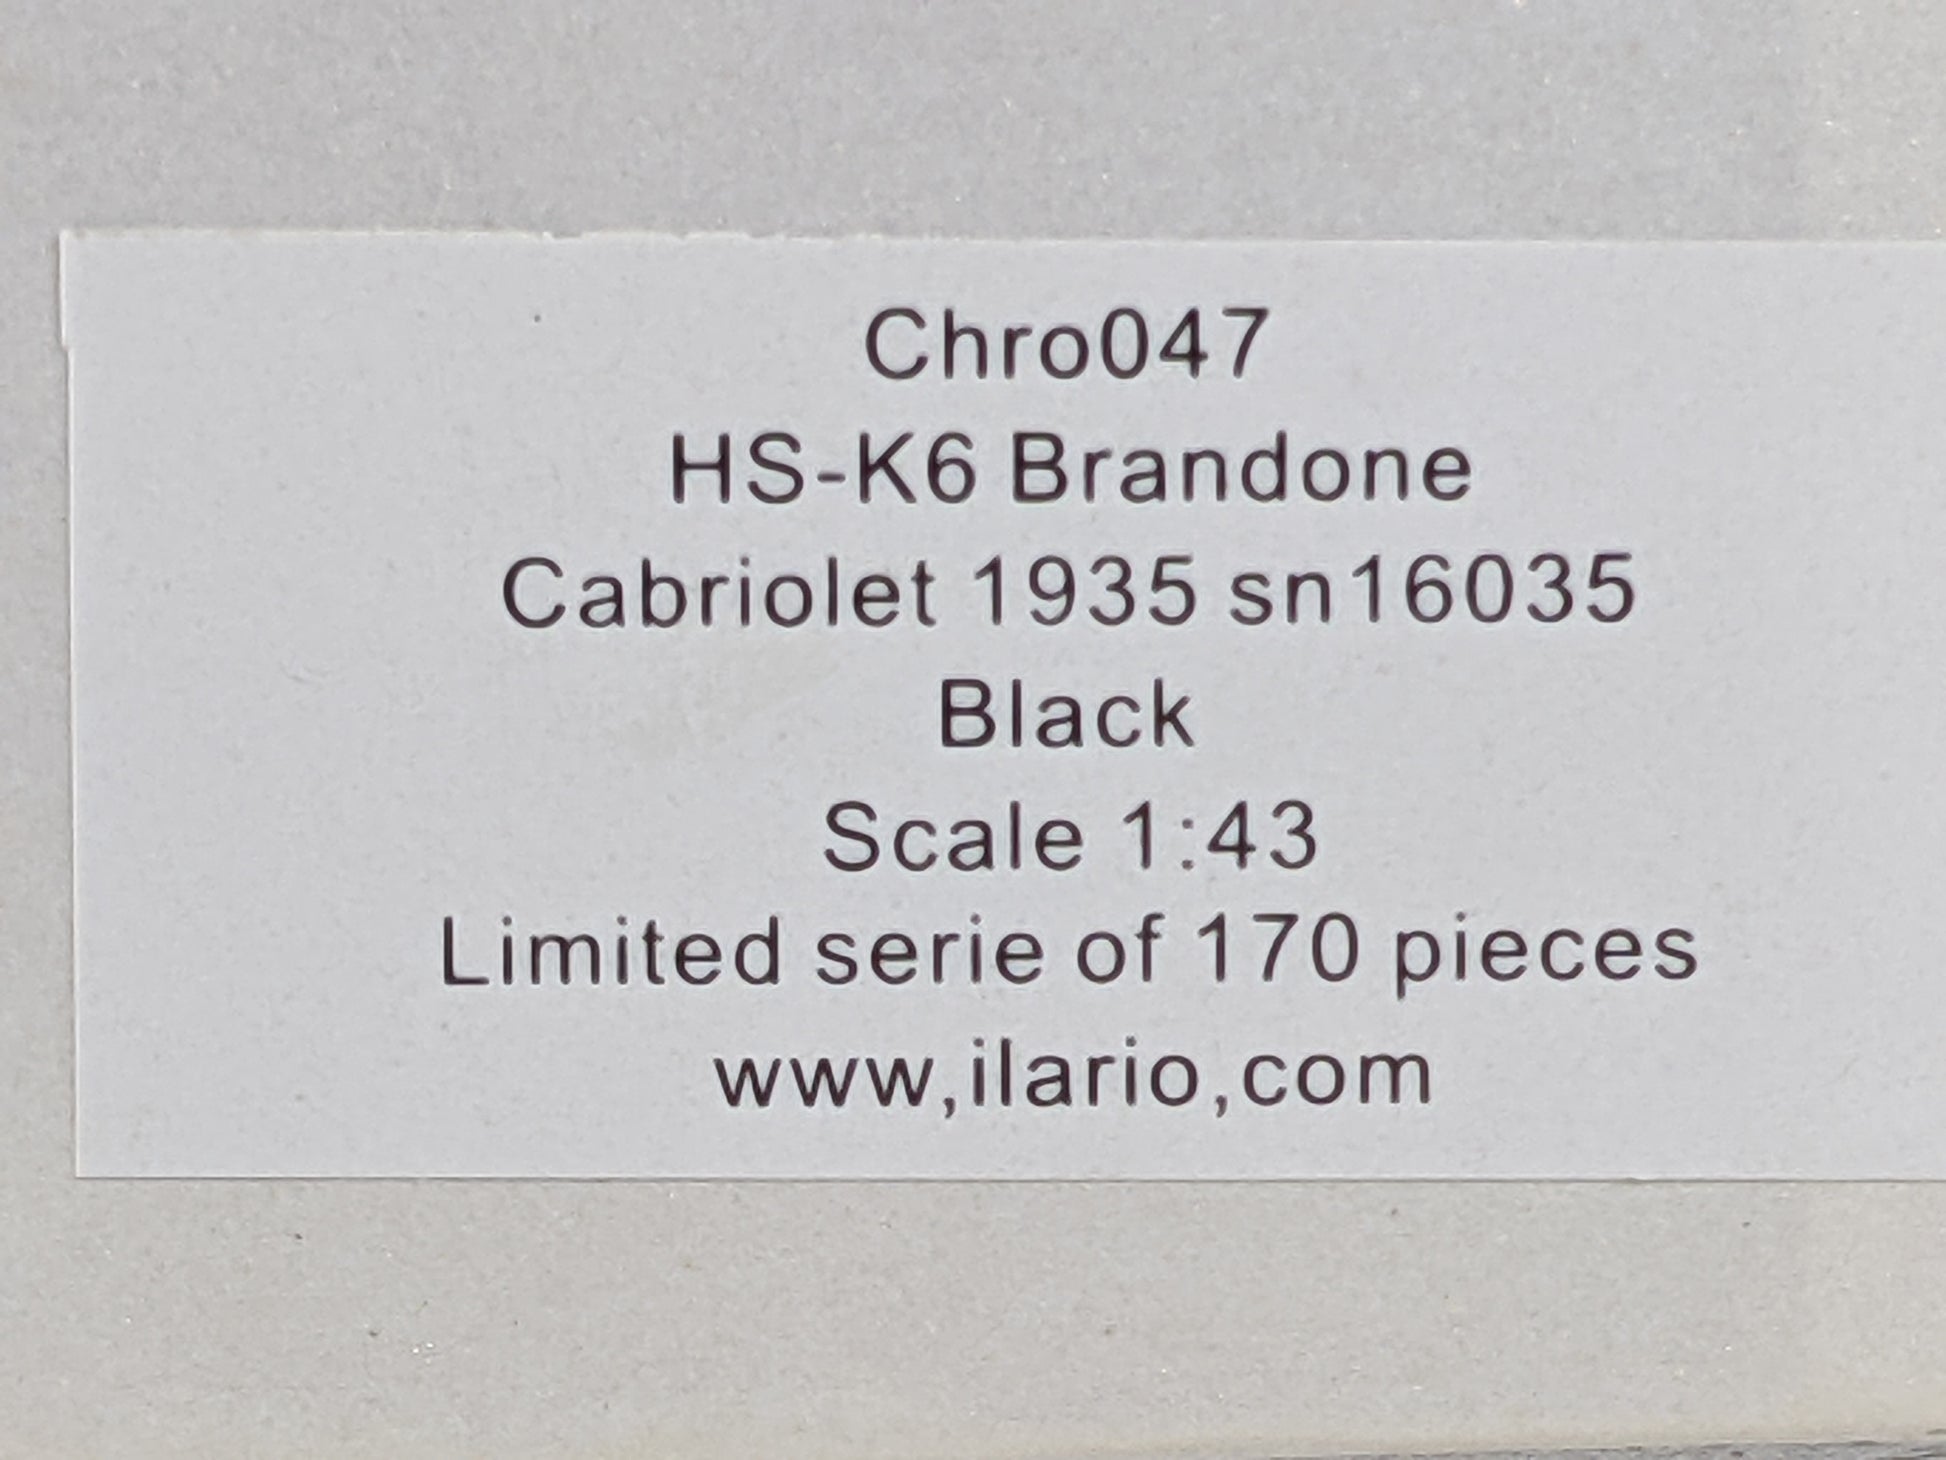 Chro047
HS-K6 Brandone
Cabriolet 1935 sn16035
Black
Scale 1:43
Limited serie of 170 pieces
www,ilario,com